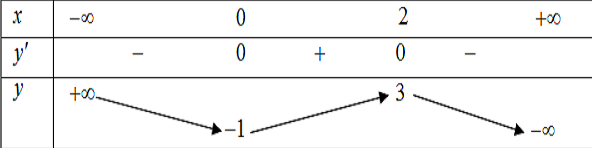 x −∞ 0 2 +∞
y′ − 0 + 0 −
y +∞ 3
−1 −∞